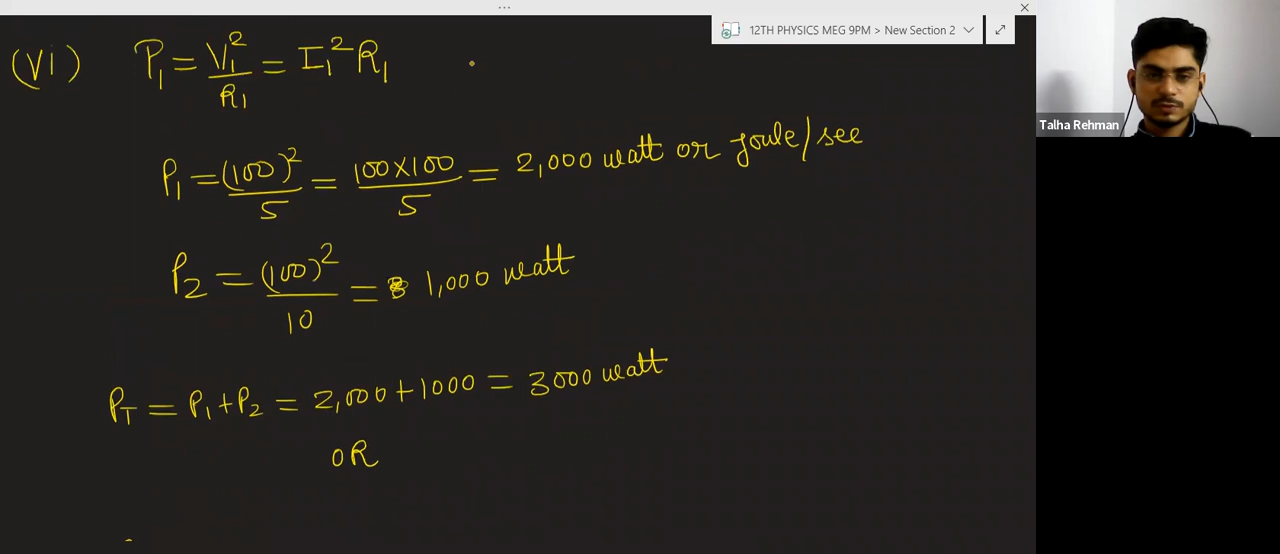 12TH PHYSICS MEG 9PM > New Section 2
Talha Rehman
(vi) P₁ = V₁²/R₁ = I₁²R₁
P₁ = (100)²/5 = 100×100/5 = 2,000 watt or joule/sec
P₂ = (100)²/10 = 1,000 watt
P_T = P₁+P₂ = 2,000+1000 = 3000 watt
OR